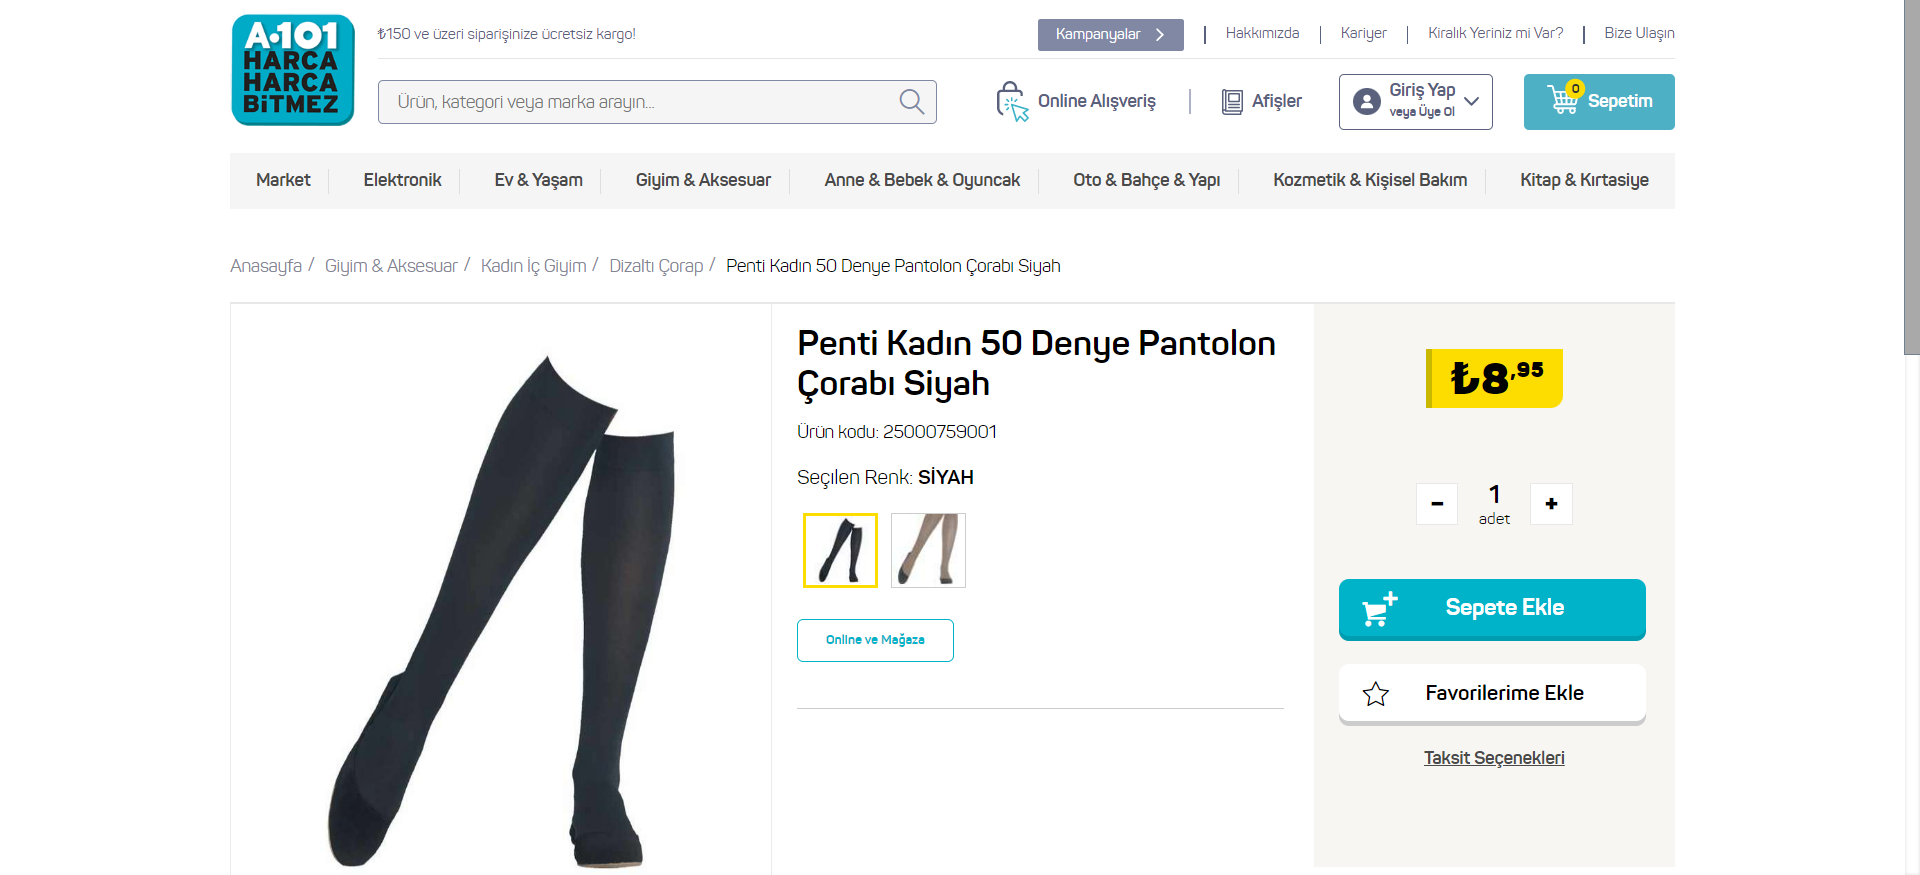 A·101
HARCA
HARCA
BiTMEZ
₺150 ve üzeri siparişinize ücretsiz kargo!
Kampanyalar
Hakkımızda
Kariyer
Kiralık Yeriniz mi Var?
Bize Ulaşın
Ürün, kategori veya marka arayın...
Online Alışveriş
Afişler
Giriş Yap
veya Üye Ol
0
Sepetim
Market
Elektronik
Ev & Yaşam
Giyim & Aksesuar
Anne & Bebek & Oyuncak
Oto & Bahçe & Yapı
Kozmetik & Kişisel Bakım
Kitap & Kırtasiye
Anasayfa / Giyim & Aksesuar / Kadın İç Giyim / Dizaltı Çorap / Penti Kadın 50 Denye Pantolon Çorabı Siyah
Penti Kadın 50 Denye Pantolon
Çorabı Siyah
Ürün kodu: 25000759001
Seçılen Renk: SİYAH
Online ve Mağaza
₺8,95
-
1
adet
+
Sepete Ekle
Favorilerime Ekle
Taksit Seçenekleri